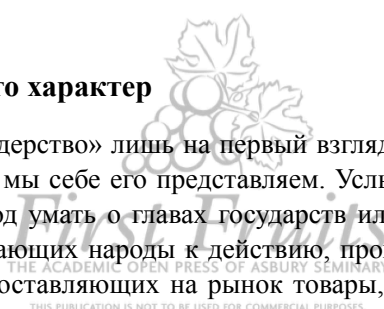 то характер
дерство» лишь на первый взгляд
мы себе его представляем. Услы
од умать о главах государств ил
First Fruits
ающих народы к действию, про
THE ACADEMIC OPEN PRESS OF ASBURY SEMINARY
оставляющих на рынок товары,
THIS PUBLICATION IS NOT TO BE USED FOR COMMERCIAL PURPOSES